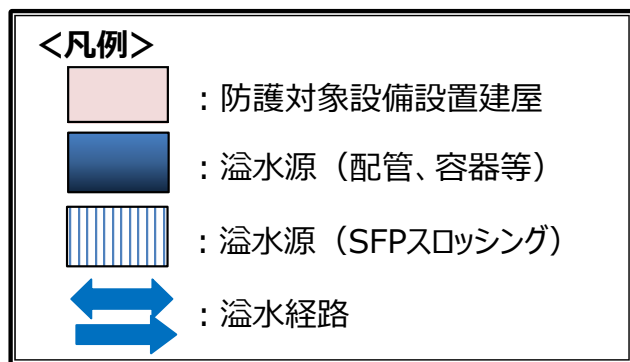 ＜凡例＞
：防護対象設備設置建屋
：溢水源（配管、容器等）
：溢水源（SFPスロッシング）
：溢水経路